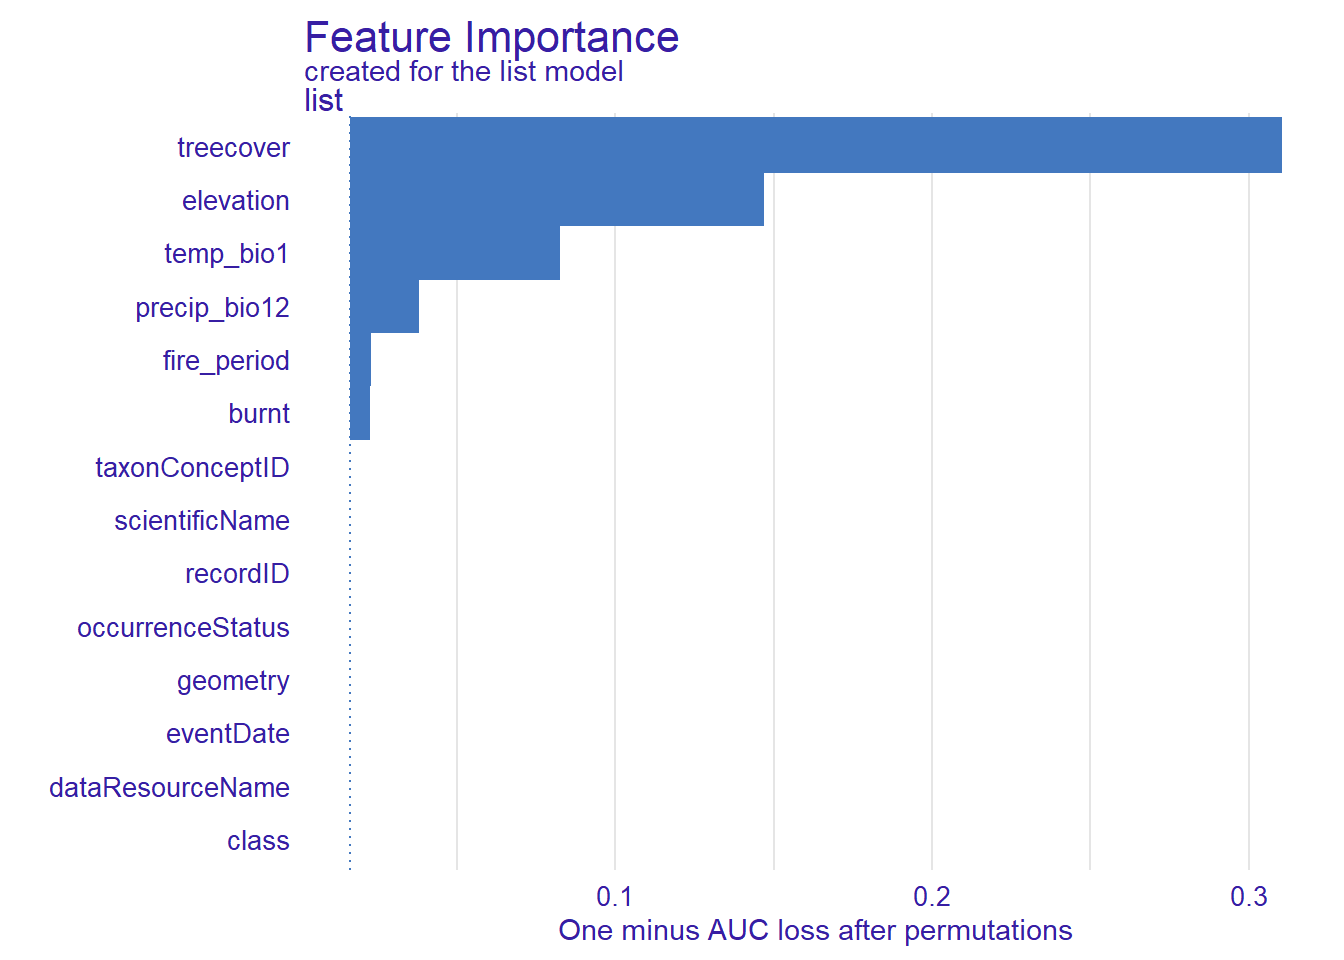 Feature Importance
created for the list model
list
treecover
elevation
temp_bio1
precip_bio12
fire_period
burnt
taxonConceptID
scientificName
recordID
occurrenceStatus
geometry
eventDate
dataResourceName
class
0.1 0.2 0.3
One minus AUC loss after permutations